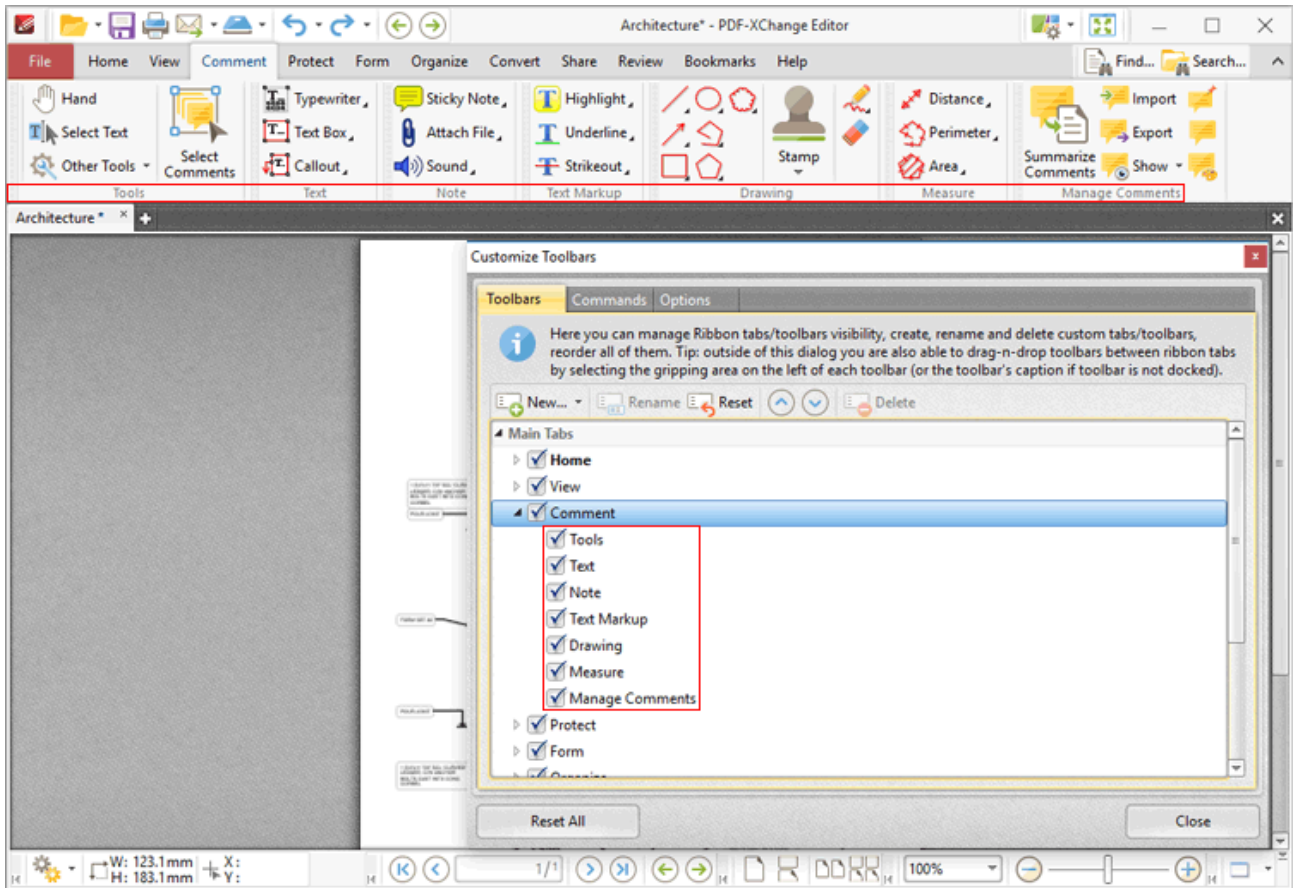 Architecture* - PDF-XChange Editor
File Home View Comment Protect Form Organize Convert Share Review Bookmarks Help Find... Search...
Hand Typewriter Sticky Note Highlight Distance Import
Select Text Text Box Attach File Underline Perimeter Export
Other Tools Select Comments Callout Sound Strikeout Stamp Area Summarize Comments Show
Tools Text Note Text Markup Drawing Measure Manage Comments
Architecture *
Customize Toolbars
Toolbars Commands Options
Here you can manage Ribbon tabs/toolbars visibility, create, rename and delete custom tabs/toolbars,
reorder all of them. Tip: outside of this dialog you are also able to drag-n-drop toolbars between ribbon tabs
by selecting the gripping area on the left of each toolbar (or the toolbar's caption if toolbar is not docked).
New... Rename Reset Delete
Main Tabs
Home
View
Comment
Tools
Text
Note
Text Markup
Drawing
Measure
Manage Comments
Protect
Form
Organize
Reset All Close
W: 123.1mm X:
H: 183.1mm Y:
1/1 100%